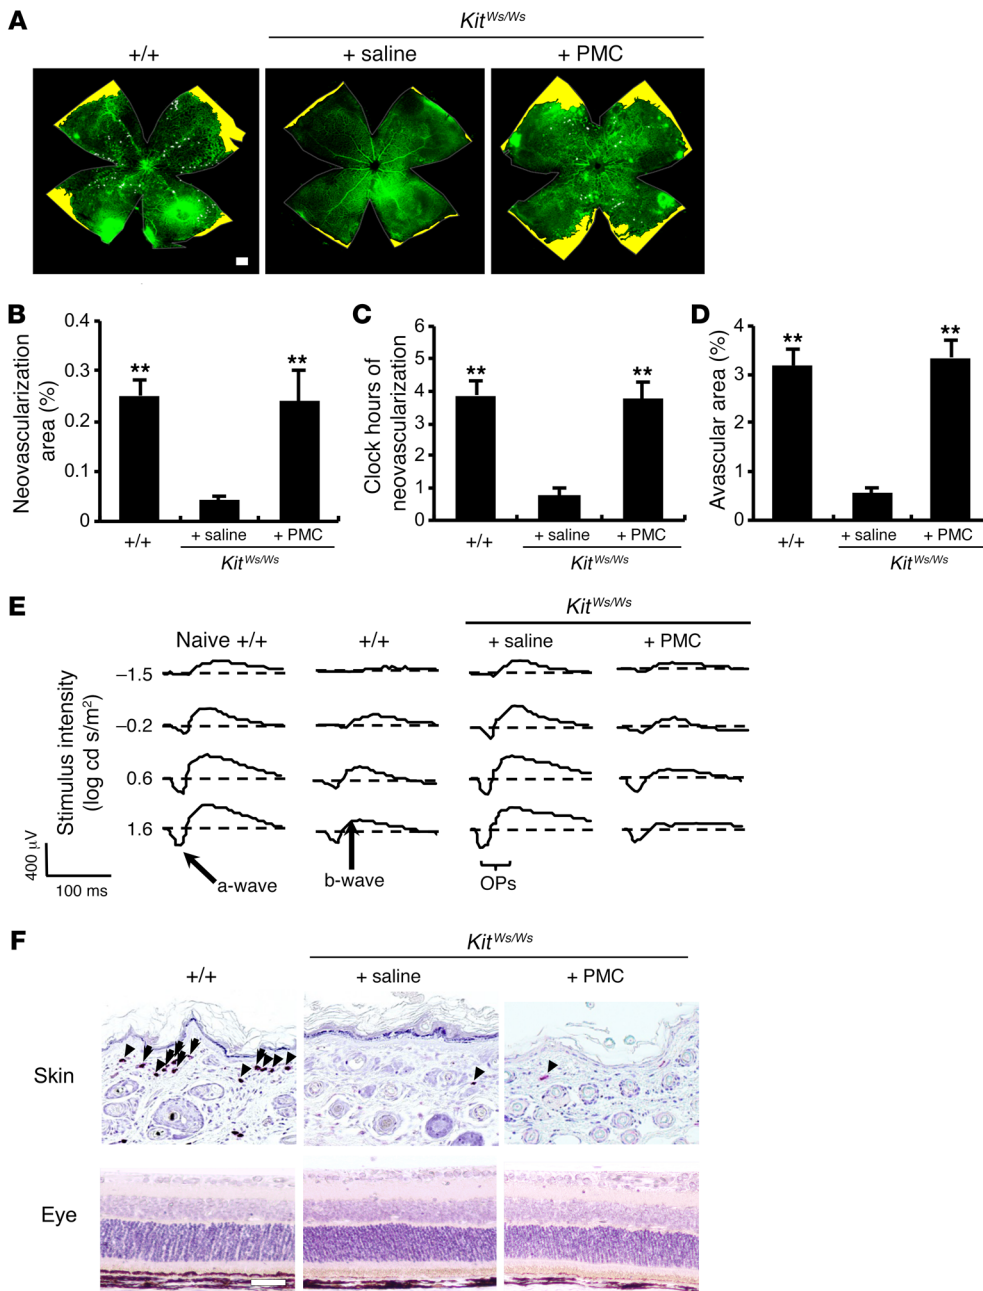 A
Kit^Ws/Ws
+/+
+ saline
+ PMC
B
Neovascularization
area (%)
0.4
0.3
0.2
0.1
0
**
**
+/+
+ saline
+ PMC
Kit^Ws/Ws
C
Clock hours of
neovascularization
6
5
4
3
2
1
0
**
**
+/+
+ saline
+ PMC
Kit^Ws/Ws
D
Avascular area (%)
4
3
2
1
0
**
**
+/+
+ saline
+ PMC
Kit^Ws/Ws
E
Kit^Ws/Ws
Naive +/+
+/+
+ saline
+ PMC
Stimulus intensity
(log cd s/m²)
–1.5
–0.2
0.6
1.6
400 μV
100 ms
a-wave
b-wave
OPs
F
Kit^Ws/Ws
+/+
+ saline
+ PMC
Skin
Eye